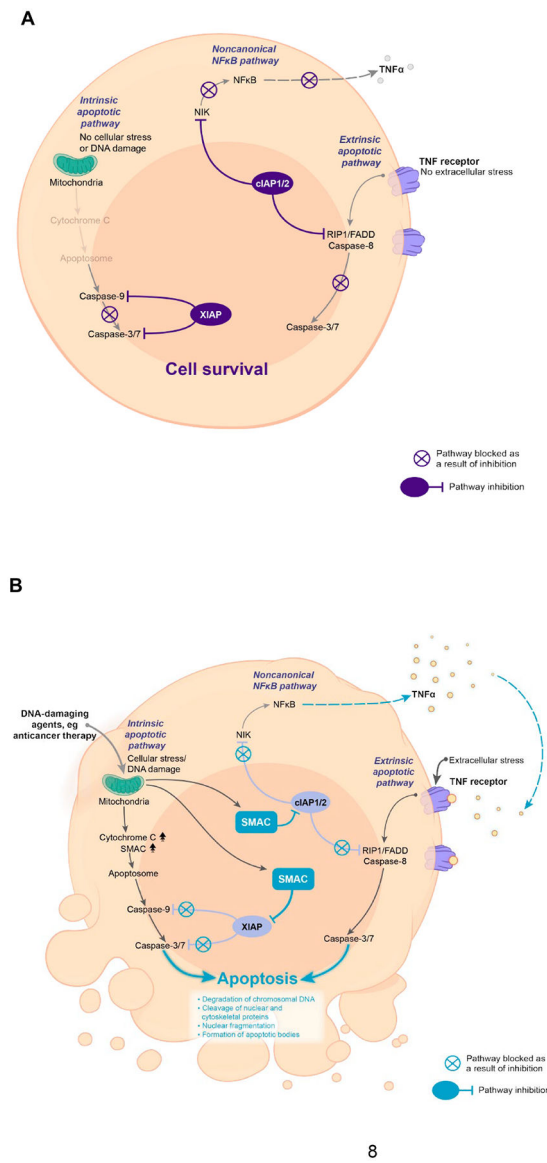 A
Noncanonical
NFκB pathway
NFκB
TNFα
NIK
Intrinsic
apoptotic
pathway
No cellular stress
or DNA damage
Mitochondria
Extrinsic
apoptotic
pathway
TNF receptor
No extracellular stress
cIAP1/2
Cytochrome C
RIP1/FADD
Caspase-8
Apoptosome
Caspase-9
XIAP
Caspase-3/7
Caspase-3/7
Cell survival
Pathway blocked as
a result of inhibition
Pathway inhibition
B
Noncanonical
NFκB pathway
NFκB
TNFα
DNA-damaging
agents, eg
anticancer therapy
Intrinsic
apoptotic
pathway
Cellular stress/
DNA damage
NIK
Extrinsic
apoptotic
pathway
Extracellular stress
TNF receptor
Mitochondria
cIAP1/2
SMAC
Cytochrome C
SMAC
RIP1/FADD
Caspase-8
Apoptosome
SMAC
Caspase-9
XIAP
Caspase-3/7
Caspase-3/7
Apoptosis
• Degradation of chromosomal DNA
• Cleavage of nuclear and
cytoskeletal proteins
• Nuclear fragmentation
• Formation of apoptotic bodies
Pathway blocked as
a result of inhibition
Pathway inhibition
8